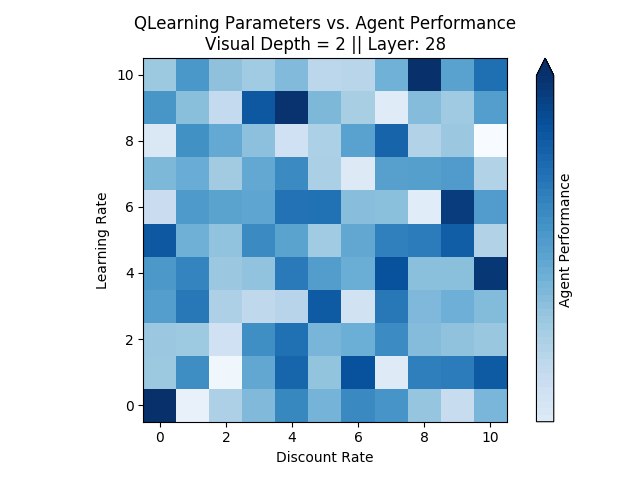 QLearning Parameters vs. Agent Performance
Visual Depth = 2 || Layer: 28
10
8
6
4
2
0
Learning Rate
0 2 4 6 8 10
Discount Rate
Agent Performance